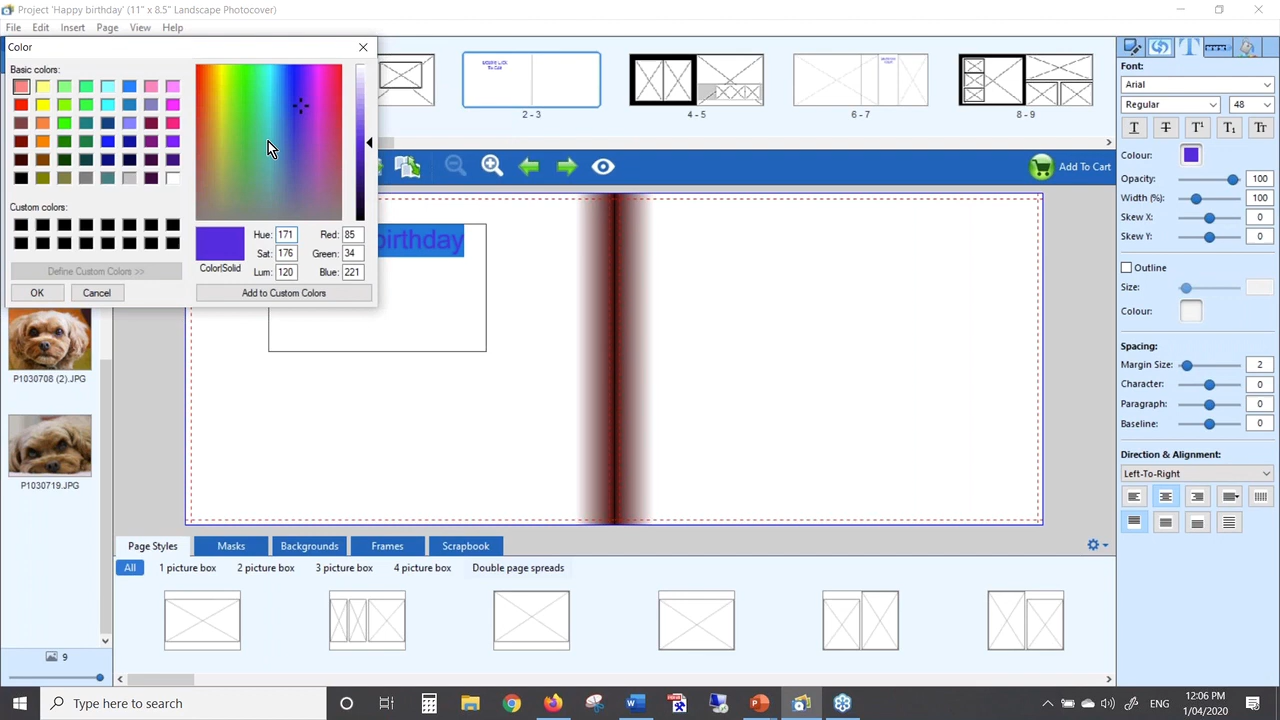 Project 'Happy birthday' (11" x 8.5" Landscape Photocover)
File Edit Insert Page View Help
Color
Basic colors:
Custom colors:
Define Custom Colors >>
OK Cancel
Hue: 171 Red: 85
Sat: 176 Green: 34
Color|Solid
Lum: 120 Blue: 221
Add to Custom Colors
2 - 3
4 - 5
6 - 7
8 - 9
Add To Cart
birthday
P1030708 (2).JPG
P1030719.JPG
9
Page Styles Masks Backgrounds Frames Scrapbook
All 1 picture box 2 picture box 3 picture box 4 picture box Double page spreads
Font:
Arial
Regular 48
T T T¹ T₁ Tt
Colour:
Opacity: 100
Width (%): 100
Skew X: 0
Skew Y: 0
Outline
Size:
Colour:
Spacing:
Margin Size: 2
Character: 0
Paragraph: 0
Baseline: 0
Direction & Alignment:
Left-To-Right
Type here to search
ENG
12:06 PM
1/04/2020